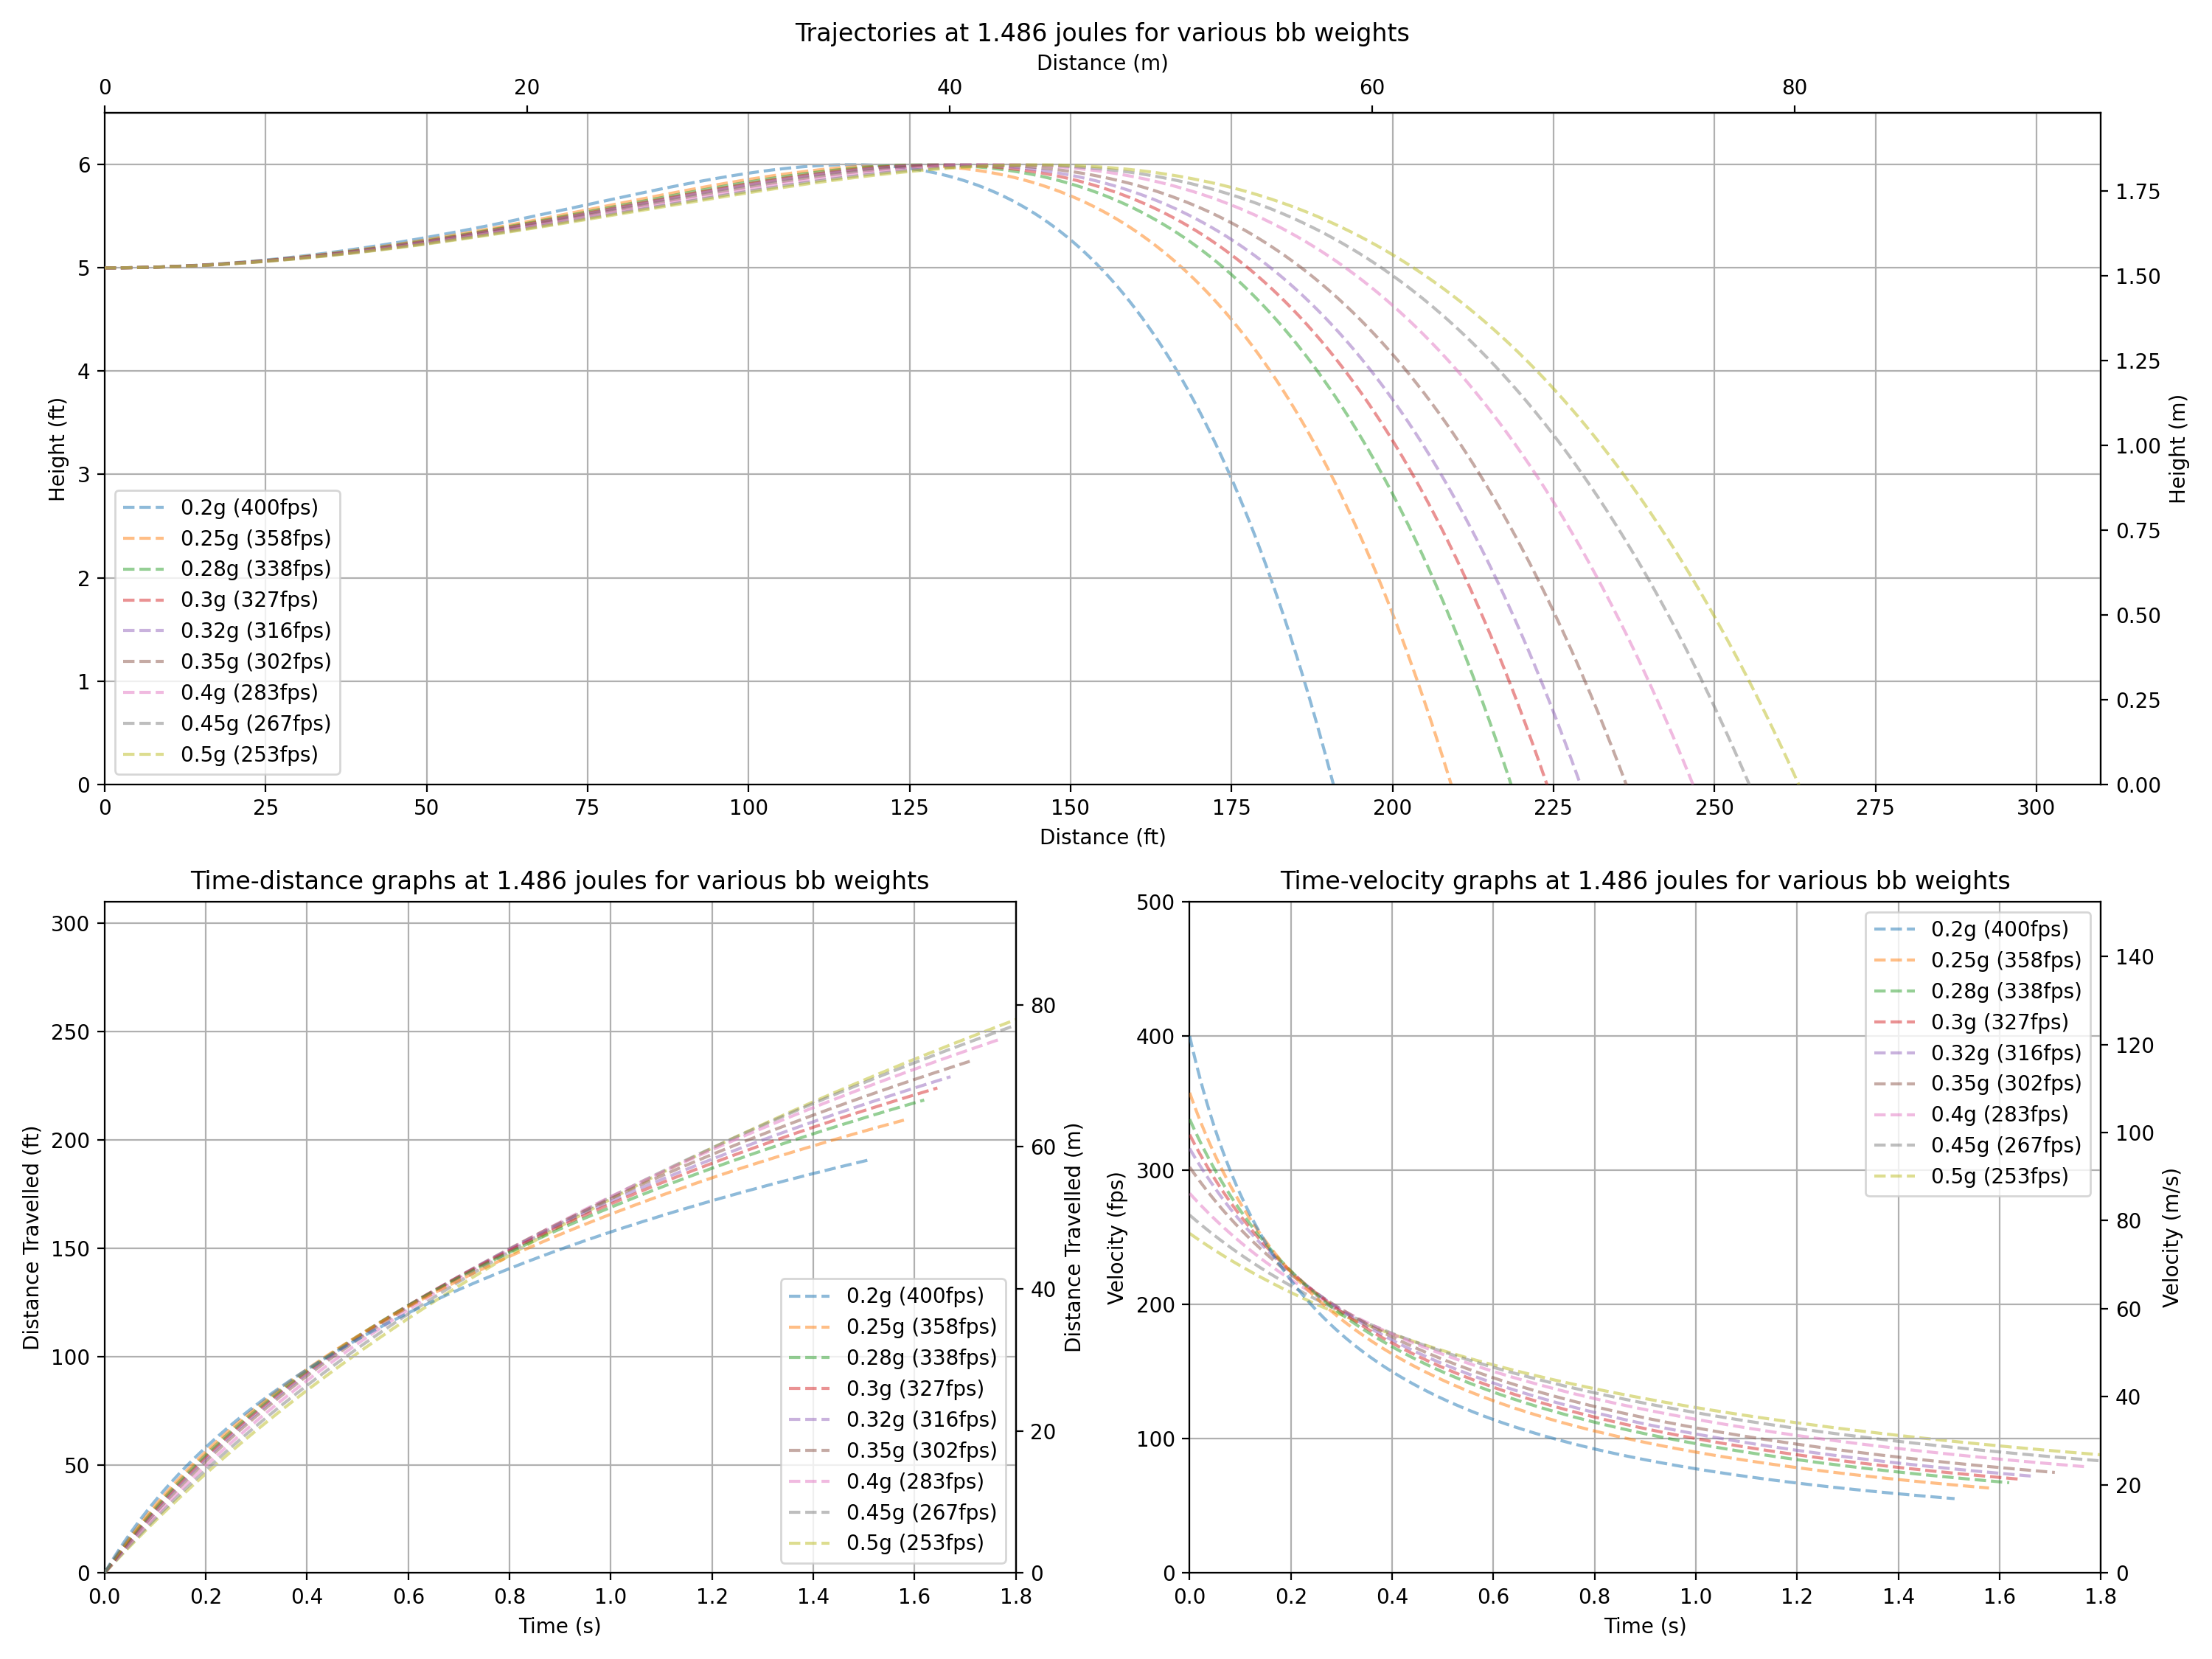 Trajectories at 1.486 joules for various bb weights
Distance (m)
0 20 40 60 80
6
5
4
3
2
1
0
Height (ft)
1.75
1.50
1.25
1.00
0.75
0.50
0.25
0.00
Height (m)
0.2g (400fps)
0.25g (358fps)
0.28g (338fps)
0.3g (327fps)
0.32g (316fps)
0.35g (302fps)
0.4g (283fps)
0.45g (267fps)
0.5g (253fps)
0 25 50 75 100 125 150 175 200 225 250 275 300
Distance (ft)
Time-distance graphs at 1.486 joules for various bb weights
300
250
200
150
100
50
0
Distance Travelled (ft)
80
60
40
20
0
Distance Travelled (m)
0.2g (400fps)
0.25g (358fps)
0.28g (338fps)
0.3g (327fps)
0.32g (316fps)
0.35g (302fps)
0.4g (283fps)
0.45g (267fps)
0.5g (253fps)
0.0 0.2 0.4 0.6 0.8 1.0 1.2 1.4 1.6 1.8
Time (s)
Time-velocity graphs at 1.486 joules for various bb weights
500
400
300
200
100
0
Velocity (fps)
140
120
100
80
60
40
20
0
Velocity (m/s)
0.2g (400fps)
0.25g (358fps)
0.28g (338fps)
0.3g (327fps)
0.32g (316fps)
0.35g (302fps)
0.4g (283fps)
0.45g (267fps)
0.5g (253fps)
0.0 0.2 0.4 0.6 0.8 1.0 1.2 1.4 1.6 1.8
Time (s)